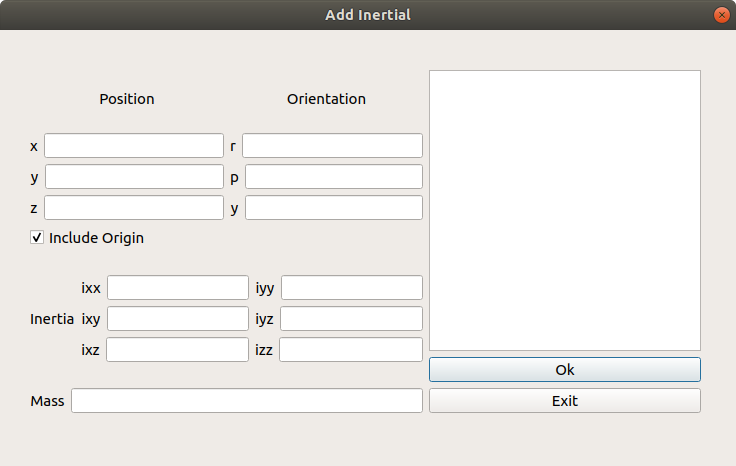 Add Inertial
Position Orientation
x r
y p
z y
Include Origin
ixx iyy
Inertia ixy iyz
ixz izz
Ok
Mass Exit